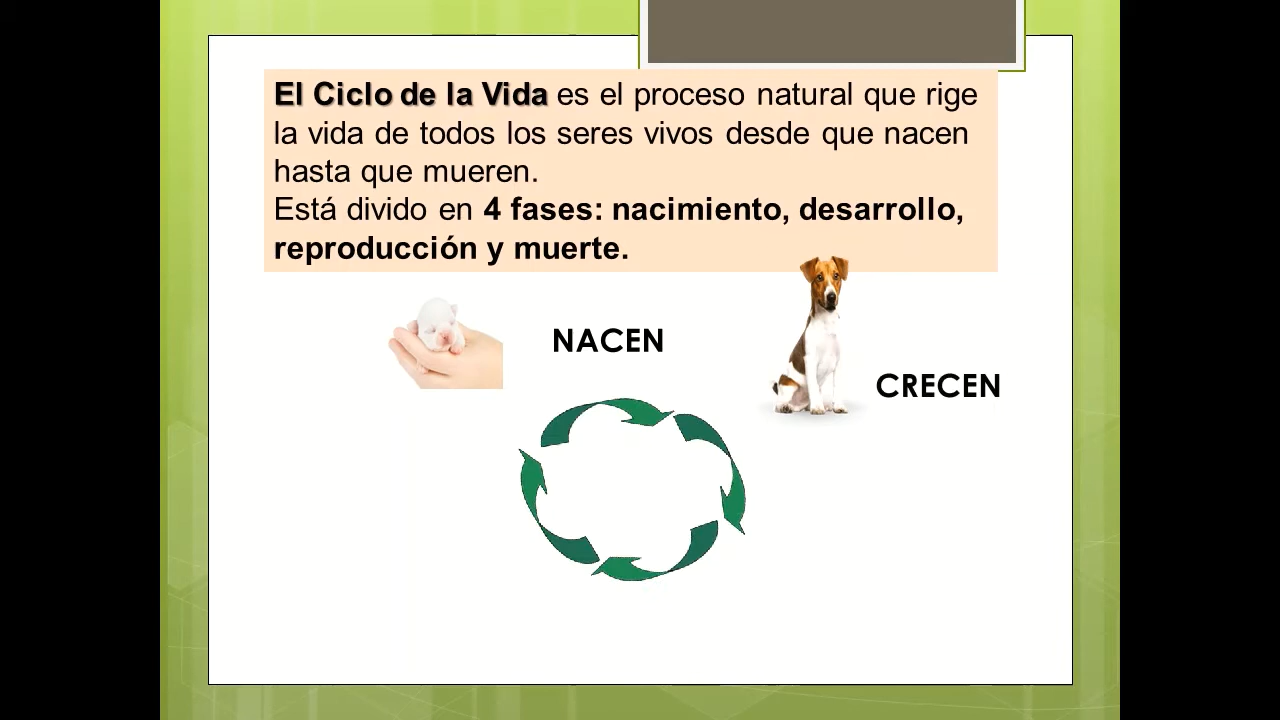 El Ciclo de la Vida es el proceso natural que rige
la vida de todos los seres vivos desde que nacen
hasta que mueren.
Está divido en 4 fases: nacimiento, desarrollo,
reproducción y muerte.
NACEN
CRECEN